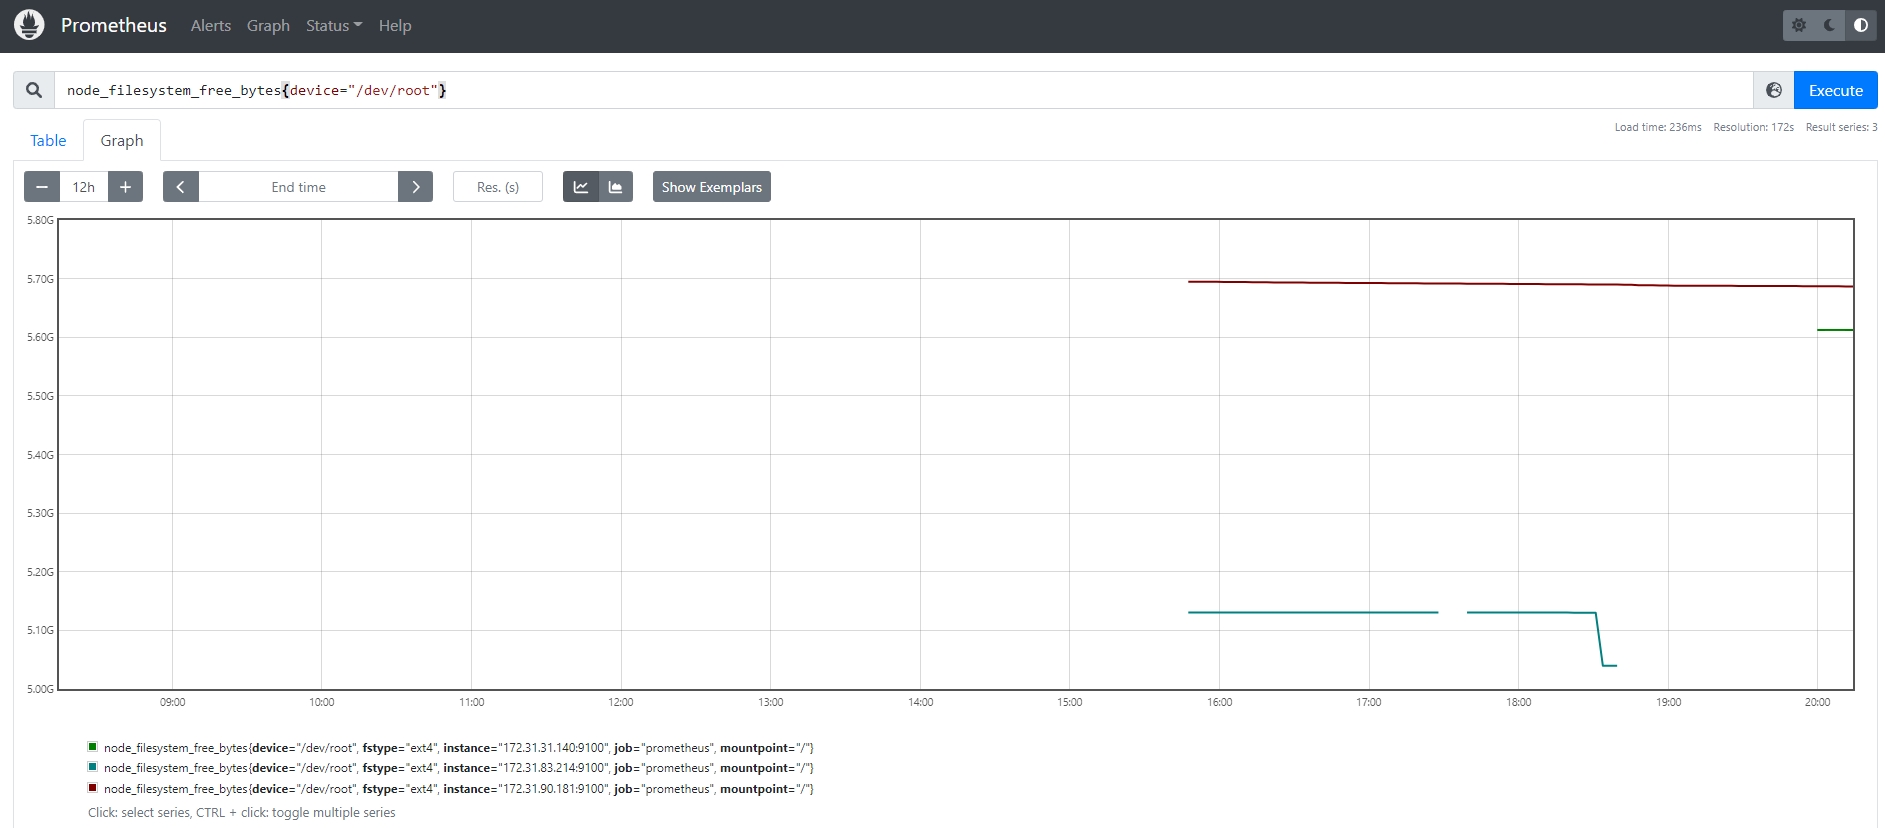 Prometheus Alerts Graph Status Help
node_filesystem_free_bytes{device="/dev/root"} Execute
Load time: 236ms Resolution: 172s Result series: 3
Table Graph
12h End time Res. (s) Show Exemplars
5.80G
5.70G
5.60G
5.50G
5.40G
5.30G
5.20G
5.10G
5.00G
09:00 10:00 11:00 12:00 13:00 14:00 15:00 16:00 17:00 18:00 19:00 20:00
node_filesystem_free_bytes{device="/dev/root", fstype="ext4", instance="172.31.31.140:9100", job="prometheus", mountpoint="/"}
node_filesystem_free_bytes{device="/dev/root", fstype="ext4", instance="172.31.83.214:9100", job="prometheus", mountpoint="/"}
node_filesystem_free_bytes{device="/dev/root", fstype="ext4", instance="172.31.90.181:9100", job="prometheus", mountpoint="/"}
Click: select series, CTRL + click: toggle multiple series